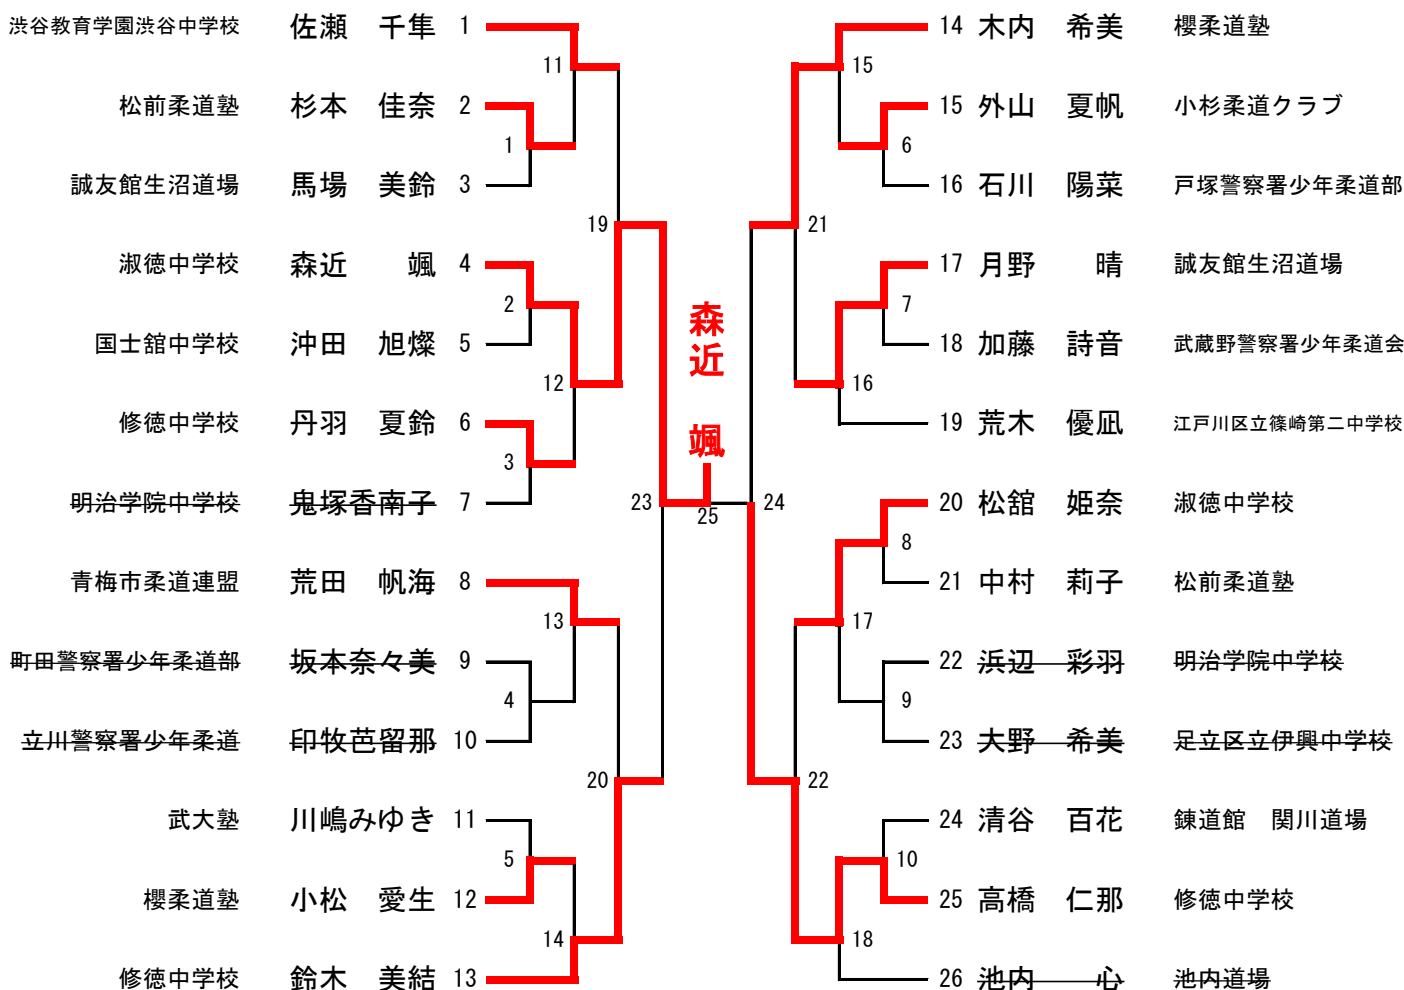 渋谷教育学園渋谷中学校 佐瀬 千隼 1
松前柔道塾 杉本 佳奈 2
誠友館生沼道場 馬場 美鈴 3
淑徳中学校 森近 颯 4
国士舘中学校 沖田 旭燦 5
修徳中学校 丹羽 夏鈴 6
明治学院中学校 鬼塚香南子 7
青梅市柔道連盟 荒田 帆海 8
町田警察署少年柔道部 坂本奈々美 9
立川警察署少年柔道 印牧芭留那 10
武大塾 川嶋みゆき 11
櫻柔道塾 小松 愛生 12
修徳中学校 鈴木 美結 13
11
1
2
12
3
13
4
5
14
19
20
23
森近 颯
25
24
21
22
15
6
7
16
8
17
9
10
18
14 木内 希美 櫻柔道塾
15 外山 夏帆 小杉柔道クラブ
16 石川 陽菜 戸塚警察署少年柔道部
17 月野 晴 誠友館生沼道場
18 加藤 詩音 武蔵野警察署少年柔道会
19 荒木 優凪 江戸川区立篠崎第二中学校
20 松舘 姫奈 淑徳中学校
21 中村 莉子 松前柔道塾
22 浜辺 彩羽 明治学院中学校
23 大野 希美 足立区立伊興中学校
24 清谷 百花 錬道館 関川道場
25 高橋 仁那 修徳中学校
26 池内 心 池内道場